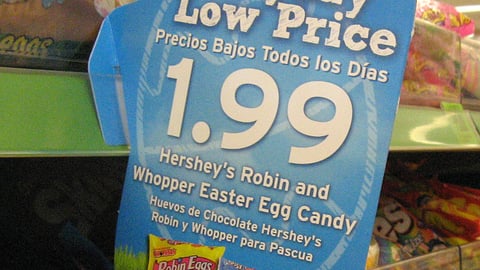 Low Price
Precios Bajos Todos los Días
1.99
Hershey's Robin and
Whopper Easter Egg Candy
Huevos de Chocolate Hershey's
Robin y Whopper para Pascua
Robin Eggs